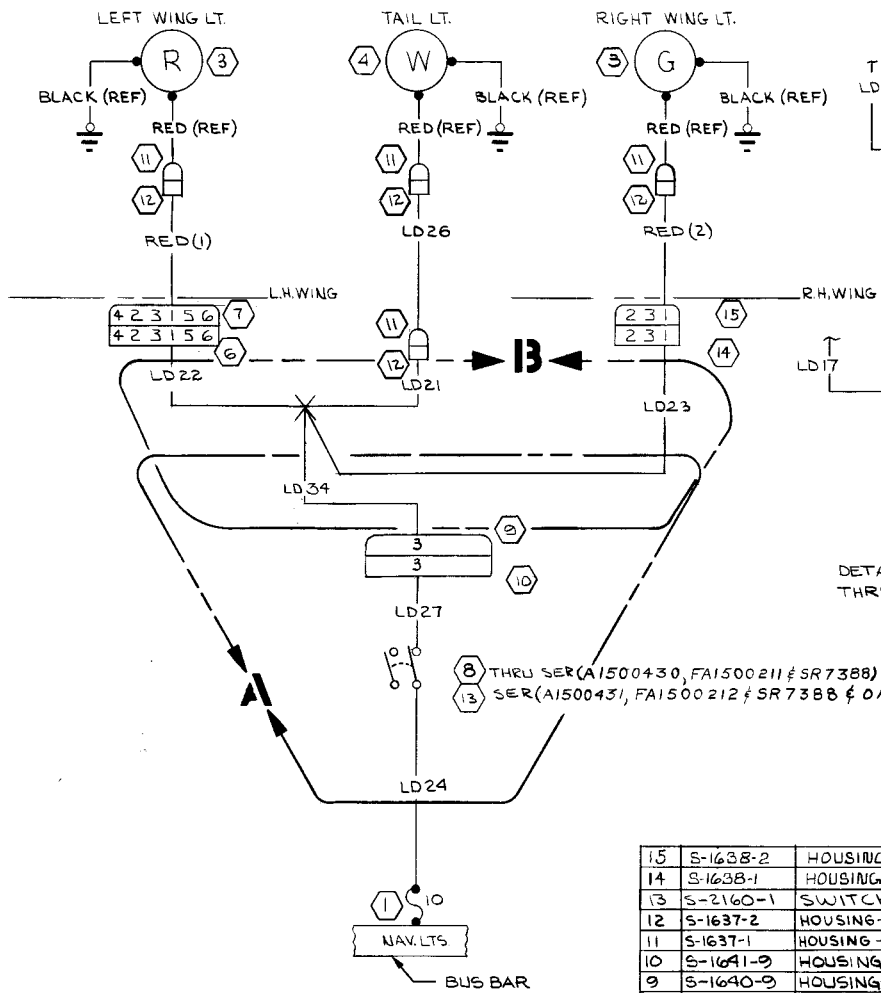 LEFT WING LT.
TAIL LT.
RIGHT WING LT.
R
3
4
W
3
G
T
LD
BLACK (REF)
BLACK (REF)
BLACK (REF)
RED (REF)
RED (REF)
RED (REF)
11
11
11
12
12
12
RED(1)
LD26
RED(2)
L.H. WING
R.H. WING
4 2 3 1 5 6
7
4 2 3 1 5 6
6
11
12
2 3 1
15
2 3 1
14
B
LD22
LD21
LD23
LD17
LD34
3
9
3
10
DETA
THR
LD27
8 THRU SER (A1500430, FA1500211 & SR7388)
13 SER (A1500431, FA1500212 & SR7388 & OA
A
LD24
1
10
NAV. LTS.
BUS BAR
15 S-1638-2 HOUSING
14 S-1638-1 HOUSING
13 S-2160-1 SWITCH
12 S-1637-2 HOUSING-
11 S-1637-1 HOUSING -
10 S-1641-9 HOUSING
9 S-1640-9 HOUSING